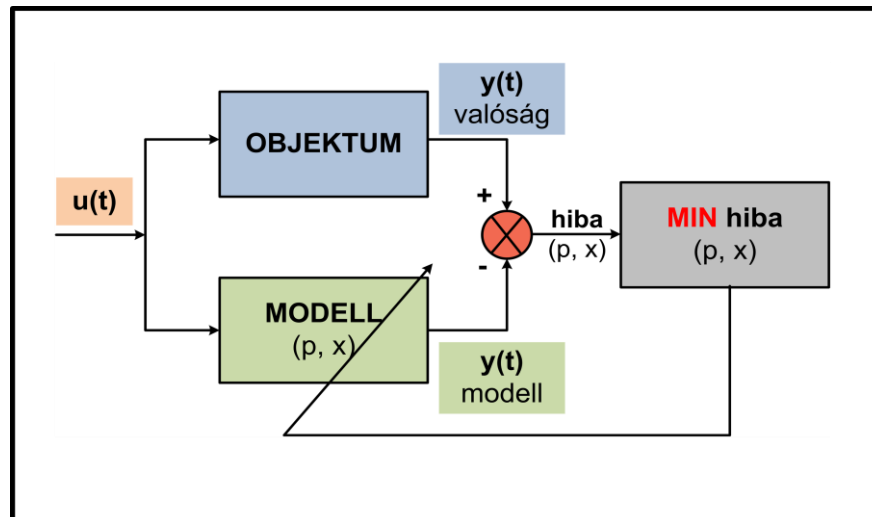 y(t)
valóság
OBJEKTUM
u(t)
+
hiba
(p, x)
MIN hiba
(p, x)
-
MODELL
(p, x)
y(t)
modell